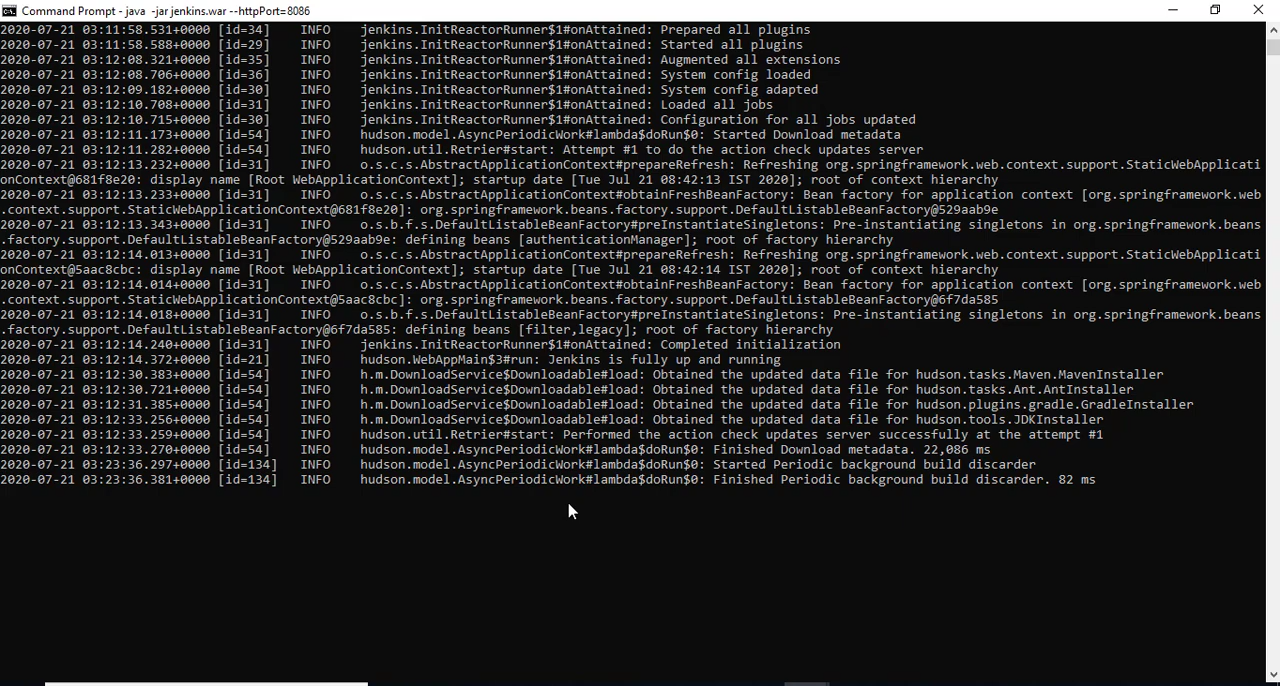 Command Prompt - java -jar jenkins.war --httpPort=8086
2020-07-21 03:11:58.531+0000 [id=34] INFO jenkins.InitReactorRunner$1#onAttained: Prepared all plugins
2020-07-21 03:11:58.588+0000 [id=29] INFO jenkins.InitReactorRunner$1#onAttained: Started all plugins
2020-07-21 03:12:08.321+0000 [id=35] INFO jenkins.InitReactorRunner$1#onAttained: Augmented all extensions
2020-07-21 03:12:08.706+0000 [id=36] INFO jenkins.InitReactorRunner$1#onAttained: System config loaded
2020-07-21 03:12:09.182+0000 [id=30] INFO jenkins.InitReactorRunner$1#onAttained: System config adapted
2020-07-21 03:12:10.708+0000 [id=31] INFO jenkins.InitReactorRunner$1#onAttained: Loaded all jobs
2020-07-21 03:12:10.715+0000 [id=30] INFO jenkins.InitReactorRunner$1#onAttained: Configuration for all jobs updated
2020-07-21 03:12:11.173+0000 [id=54] INFO hudson.model.AsyncPeriodicWork#lambda$doRun$0: Started Download metadata
2020-07-21 03:12:11.282+0000 [id=54] INFO hudson.util.Retrier#start: Attempt #1 to do the action check updates server
2020-07-21 03:12:13.232+0000 [id=31] INFO o.s.c.s.AbstractApplicationContext#prepareRefresh: Refreshing org.springframework.web.context.support.StaticWebApplicati
onContext@681f8e20: display name [Root WebApplicationContext]; startup date [Tue Jul 21 08:42:13 IST 2020]; root of context hierarchy
2020-07-21 03:12:13.233+0000 [id=31] INFO o.s.c.s.AbstractApplicationContext#obtainFreshBeanFactory: Bean factory for application context [org.springframework.web
.context.support.StaticWebApplicationContext@681f8e20]: org.springframework.beans.factory.support.DefaultListableBeanFactory@529aab9e
2020-07-21 03:12:13.343+0000 [id=31] INFO o.s.b.f.s.DefaultListableBeanFactory#preInstantiateSingletons: Pre-instantiating singletons in org.springframework.beans
.factory.support.DefaultListableBeanFactory@529aab9e: defining beans [authenticationManager]; root of factory hierarchy
2020-07-21 03:12:14.013+0000 [id=31] INFO o.s.c.s.AbstractApplicationContext#prepareRefresh: Refreshing org.springframework.web.context.support.StaticWebApplicati
onContext@5aac8cbc: display name [Root WebApplicationContext]; startup date [Tue Jul 21 08:42:14 IST 2020]; root of context hierarchy
2020-07-21 03:12:14.014+0000 [id=31] INFO o.s.c.s.AbstractApplicationContext#obtainFreshBeanFactory: Bean factory for application context [org.springframework.web
.context.support.StaticWebApplicationContext@5aac8cbc]: org.springframework.beans.factory.support.DefaultListableBeanFactory@6f7da585
2020-07-21 03:12:14.018+0000 [id=31] INFO o.s.b.f.s.DefaultListableBeanFactory#preInstantiateSingletons: Pre-instantiating singletons in org.springframework.beans
.factory.support.DefaultListableBeanFactory@6f7da585: defining beans [filter,legacy]; root of factory hierarchy
2020-07-21 03:12:14.240+0000 [id=31] INFO jenkins.InitReactorRunner$1#onAttained: Completed initialization
2020-07-21 03:12:14.372+0000 [id=21] INFO hudson.WebAppMain$3#run: Jenkins is fully up and running
2020-07-21 03:12:30.383+0000 [id=54] INFO h.m.DownloadService$Downloadable#load: Obtained the updated data file for hudson.tasks.Maven.MavenInstaller
2020-07-21 03:12:30.721+0000 [id=54] INFO h.m.DownloadService$Downloadable#load: Obtained the updated data file for hudson.tasks.Ant.AntInstaller
2020-07-21 03:12:31.385+0000 [id=54] INFO h.m.DownloadService$Downloadable#load: Obtained the updated data file for hudson.plugins.gradle.GradleInstaller
2020-07-21 03:12:33.256+0000 [id=54] INFO h.m.DownloadService$Downloadable#load: Obtained the updated data file for hudson.tools.JDKInstaller
2020-07-21 03:12:33.259+0000 [id=54] INFO hudson.util.Retrier#start: Performed the action check updates server successfully at the attempt #1
2020-07-21 03:12:33.270+0000 [id=54] INFO hudson.model.AsyncPeriodicWork#lambda$doRun$0: Finished Download metadata. 22,086 ms
2020-07-21 03:23:36.297+0000 [id=134] INFO hudson.model.AsyncPeriodicWork#lambda$doRun$0: Started Periodic background build discarder
2020-07-21 03:23:36.381+0000 [id=134] INFO hudson.model.AsyncPeriodicWork#lambda$doRun$0: Finished Periodic background build discarder. 82 ms